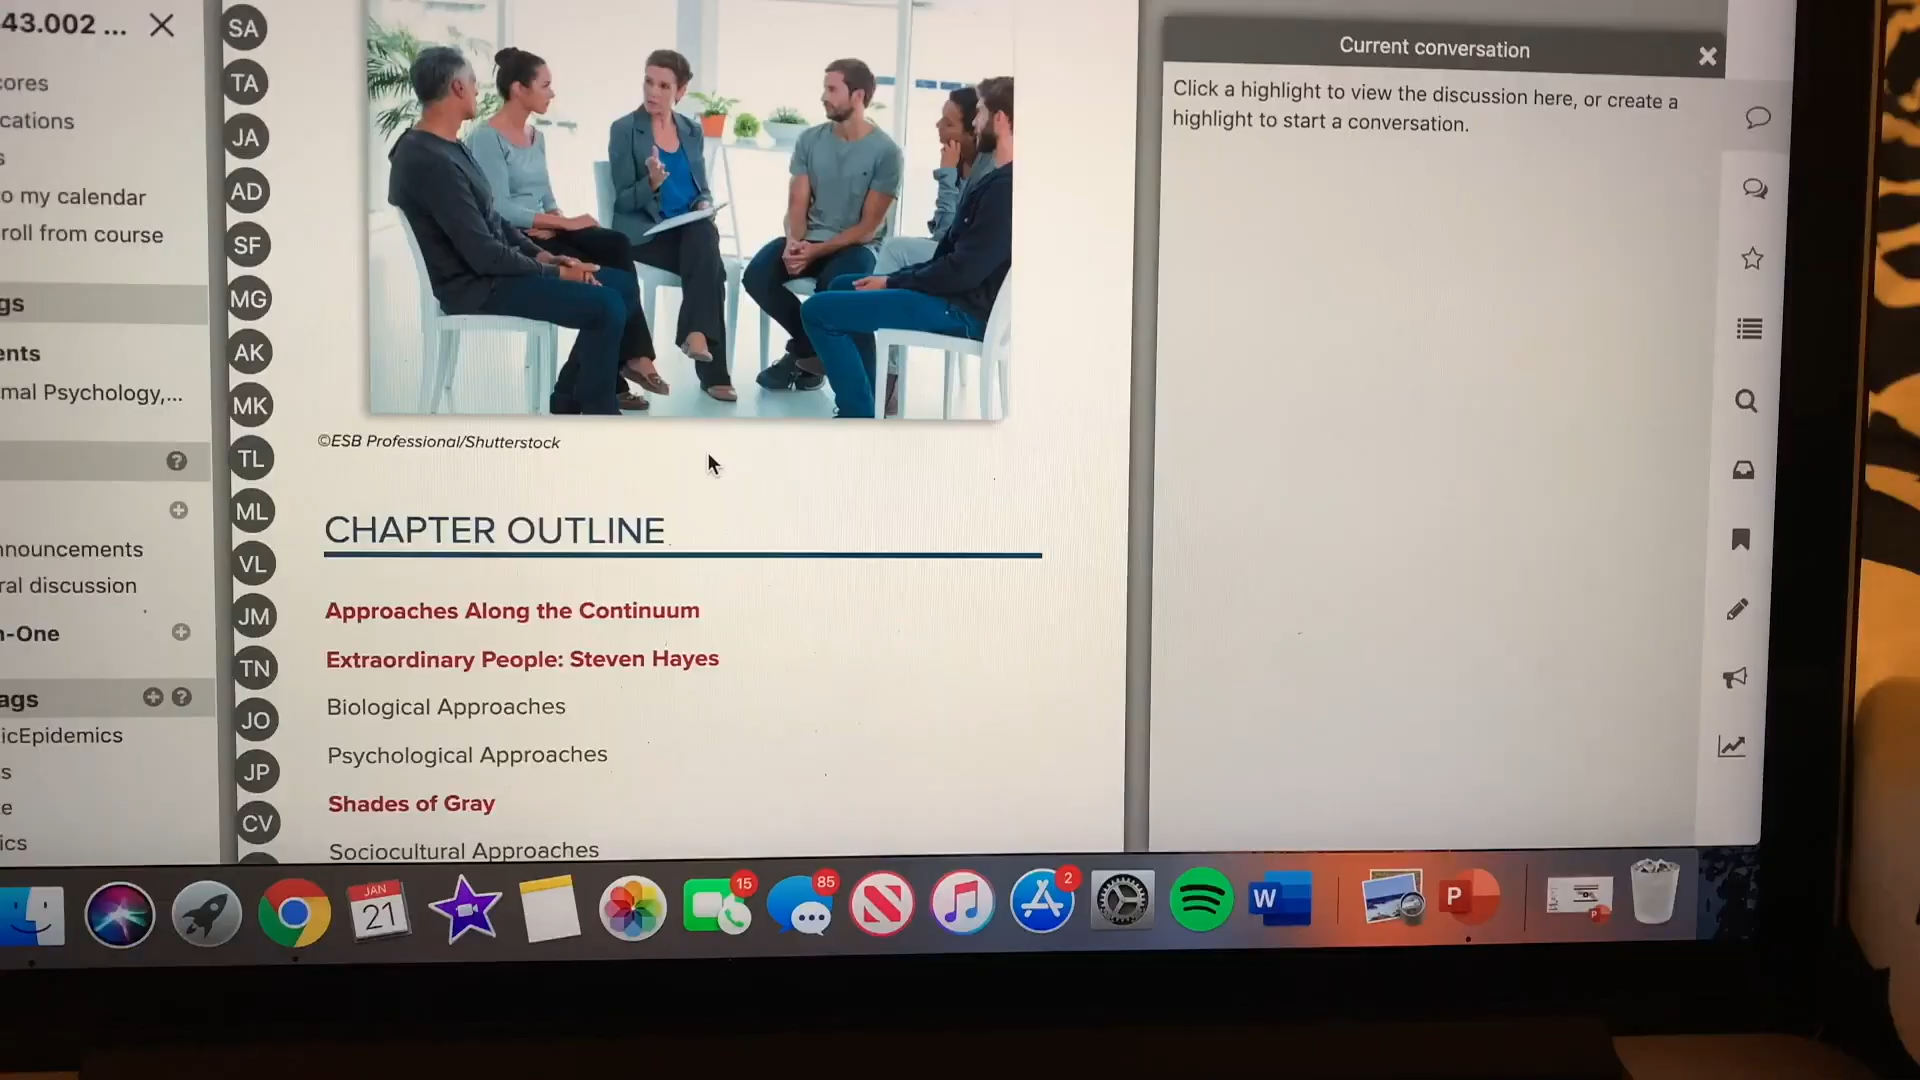 43.002 ...
ores
cations
s
o my calendar
roll from course
gs
ents
mal Psychology,...
nnouncements
ral discussion
n-One
ags
icEpidemics
s
e
ics
SA
TA
JA
AD
SF
MG
AK
MK
TL
ML
VL
JM
TN
JO
JP
CV
©ESB Professional/Shutterstock
CHAPTER OUTLINE
Approaches Along the Continuum
Extraordinary People: Steven Hayes
Biological Approaches
Psychological Approaches
Shades of Gray
Sociocultural Approaches
Current conversation
Click a highlight to view the discussion here, or create a
highlight to start a conversation.
JAN
21
15
85
2
W
P